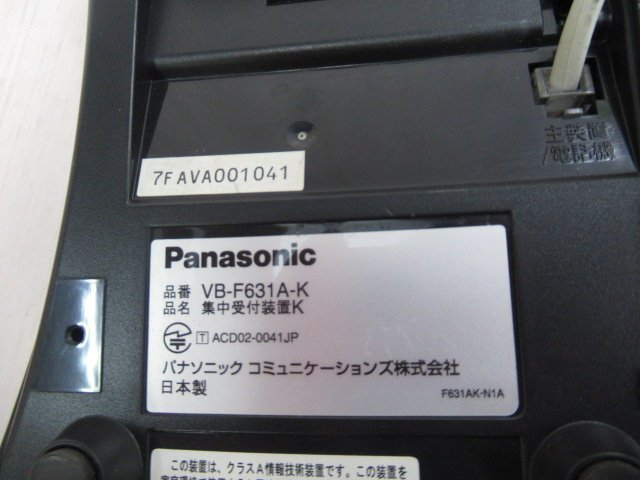 主装置
/電話機
7FAVA001041
Panasonic
品番 VB-F631A-K
品名 集中受付装置K
T ACD02-0041JP
パナソニック コミュニケーションズ株式会社
日本製
F631AK-N1A
この装置は、クラスA情報技術装置です。この装置を